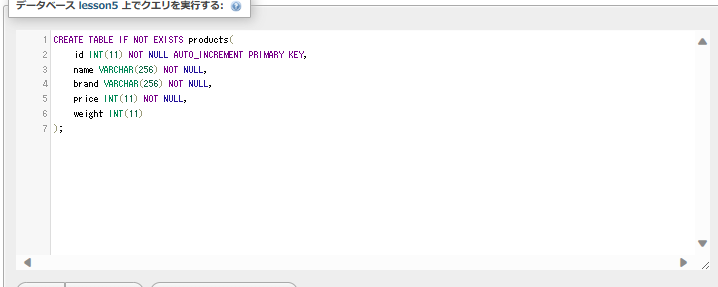 データベース lesson5 上でクエリを実行する:
1 CREATE TABLE IF NOT EXISTS products(
2 id INT(11) NOT NULL AUTO_INCREMENT PRIMARY KEY,
3 name VARCHAR(256) NOT NULL,
4 brand VARCHAR(256) NOT NULL,
5 price INT(11) NOT NULL,
6 weight INT(11)
7 );